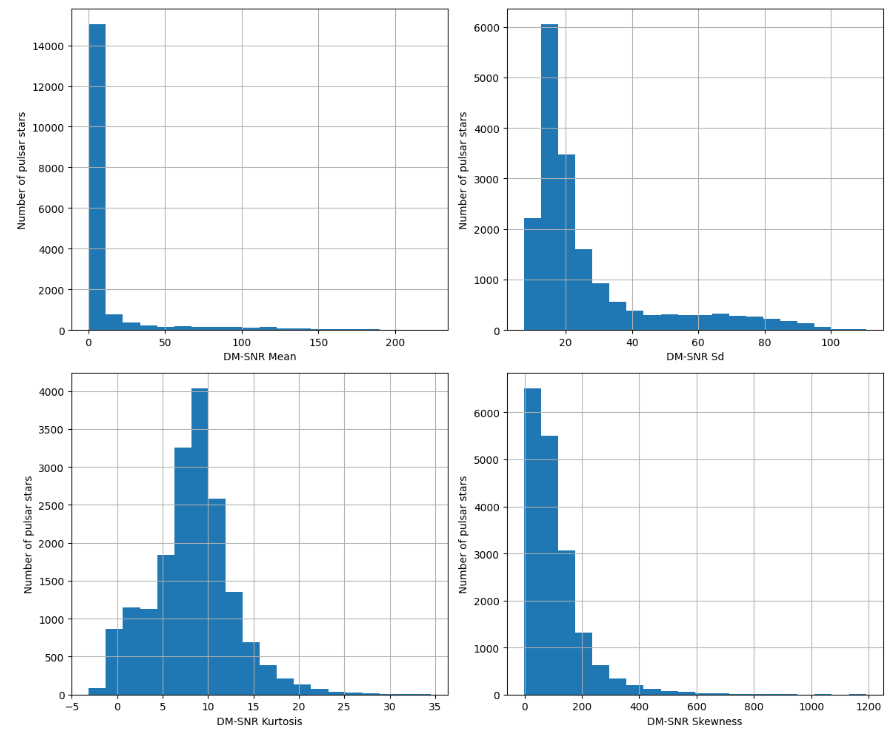 14000
12000
10000
8000
6000
4000
2000
0
Number of pulsar stars
0 50 100 150 200
DM-SNR Mean
6000
5000
4000
3000
2000
1000
0
Number of pulsar stars
20 40 60 80 100
DM-SNR Sd
4000
3500
3000
2500
2000
1500
1000
500
0
Number of pulsar stars
−5 0 5 10 15 20 25 30 35
DM-SNR Kurtosis
6000
5000
4000
3000
2000
1000
0
Number of pulsar stars
0 200 400 600 800 1000 1200
DM-SNR Skewness